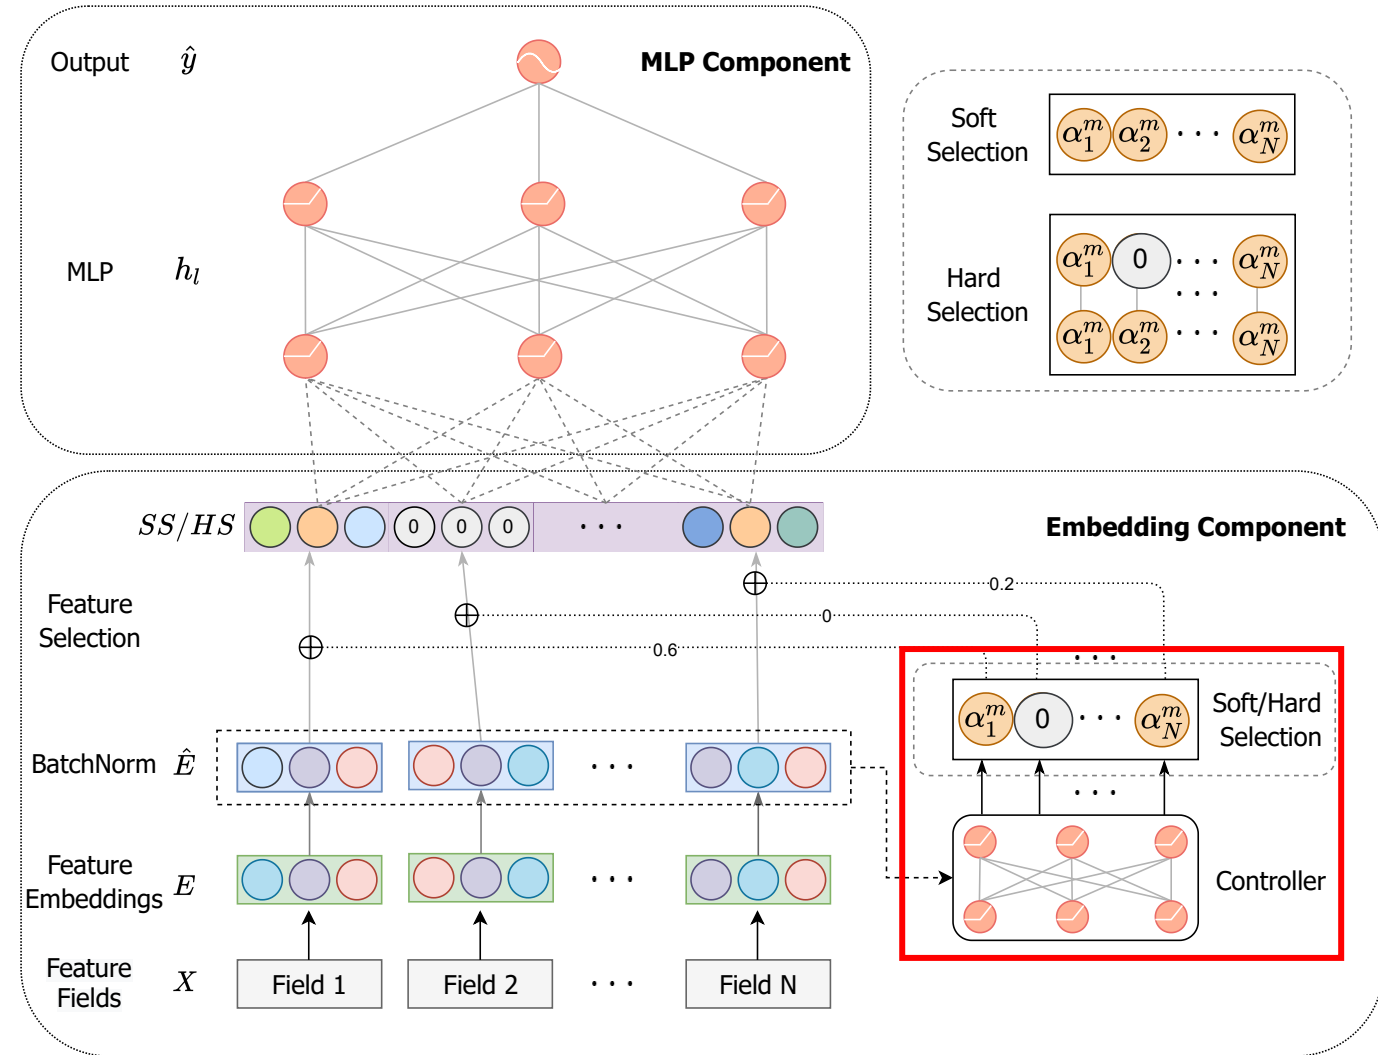 Output ŷ
MLP Component
MLP h_l
Soft
Selection
α_1^m α_2^m · · · α_N^m
Hard
Selection
α_1^m 0 · · · α_N^m
· · ·
α_1^m α_2^m · · · α_N^m
SS/HS
0 0 0 · · ·
Embedding Component
Feature
Selection
0.2
0
0.6
· · ·
α_1^m 0 · · · α_N^m
Soft/Hard
Selection
BatchNorm Ê · · ·
· · ·
Feature
Embeddings E · · ·
Controller
Feature
Fields X
Field 1 Field 2 · · · Field N